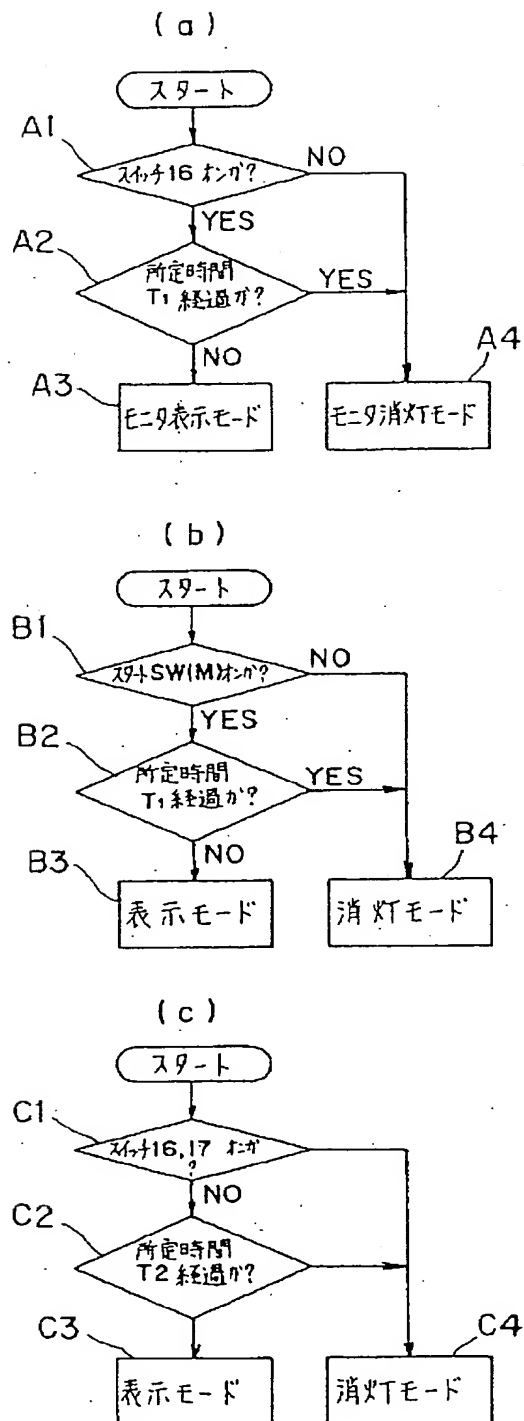 (a)
スタート
A1
スイッチ16 オンか?
NO
YES
A2
所定時間
T1 経過か?
YES
NO
A3
モニタ表示モード
A4
モニタ消灯モード
(b)
スタート
B1
スタートSW(M)オンか?
NO
YES
B2
所定時間
T1 経過か?
YES
NO
B3
表示モード
B4
消灯モード
(c)
スタート
C1
スイッチ16,17 オンか
?
NO
C2
所定時間
T2 経過か?
C3
表示モード
C4
消灯モード